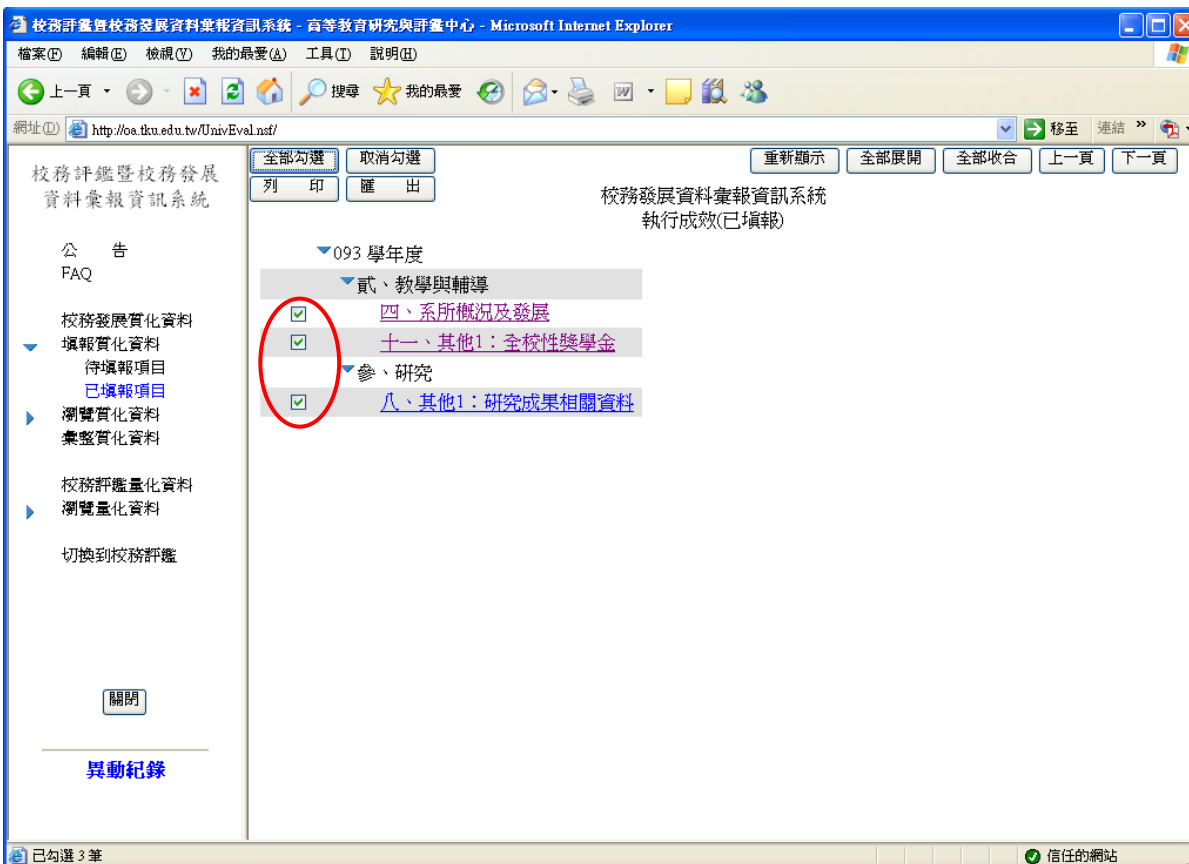 校務評鑑暨校務發展資料彙報資訊系統 - 高等教育研究與評鑑中心 - Microsoft Internet Explorer
檔案(F) 編輯(E) 檢視(V) 我的最愛(A) 工具(T) 說明(H)
上一頁 搜尋 我的最愛
網址(D) http://oa.tku.edu.tw/UnivEval.nsf/ 移至 連結 »
校務評鑑暨校務發展
資料彙報資訊系統
公 告
FAQ
校務發展質化資料
填報質化資料
待填報項目
已填報項目
瀏覽質化資料
彙整質化資料
校務評鑑量化資料
瀏覽量化資料
切換到校務評鑑
關閉
異動紀錄
全部勾選 取消勾選 重新顯示 全部展開 全部收合 上一頁 下一頁
列 印 匯 出
校務發展資料彙報資訊系統
執行成效(已填報)
093 學年度
貳、教學與輔導
四、系所概況及發展
十一、其他1：全校性獎學金
參、研究
八、其他1：研究成果相關資料
已勾選 3 筆 信任的網站